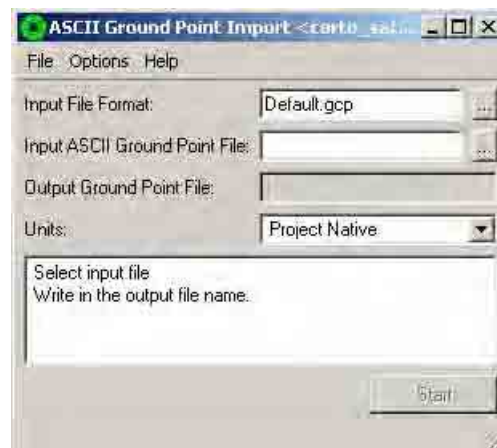 ASCII Ground Point Import
File Options Help
Input File Format: Default.gcp ...
Input ASCII Ground Point File: ...
Output Ground Point File:
Units: Project Native
Select input file
Write in the output file name.
Start